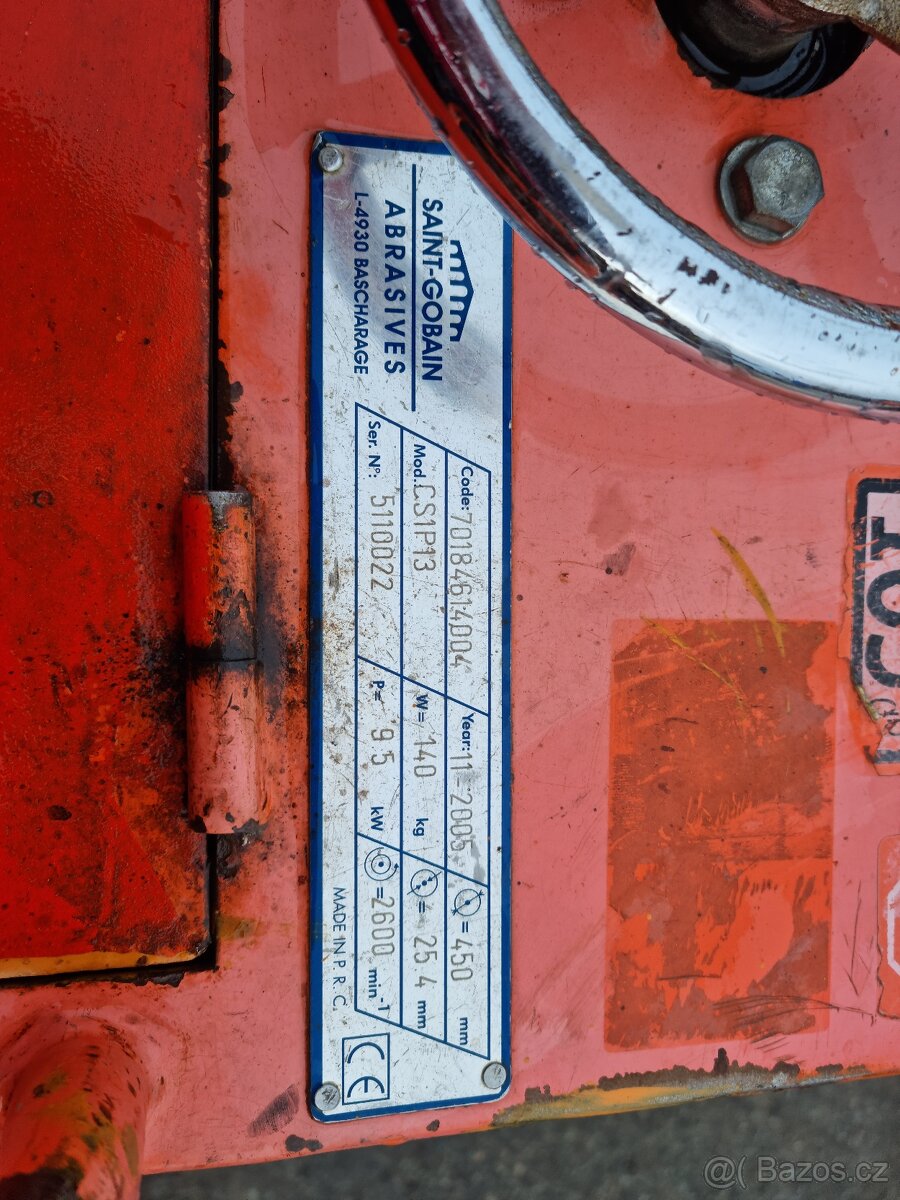 SAINT-GOBAIN
ABRASIVES
L-4930 BASCHARAGE
Code: 70184614004 Year: 11-2005 = 450 mm
Mod. CS1P13 W= 140 kg = 25.4 mm
Ser. Nº: 5110022 P= 9.5 kW = 2600 min-1
MADE IN P.R.C.
CE
@( Bazos.cz